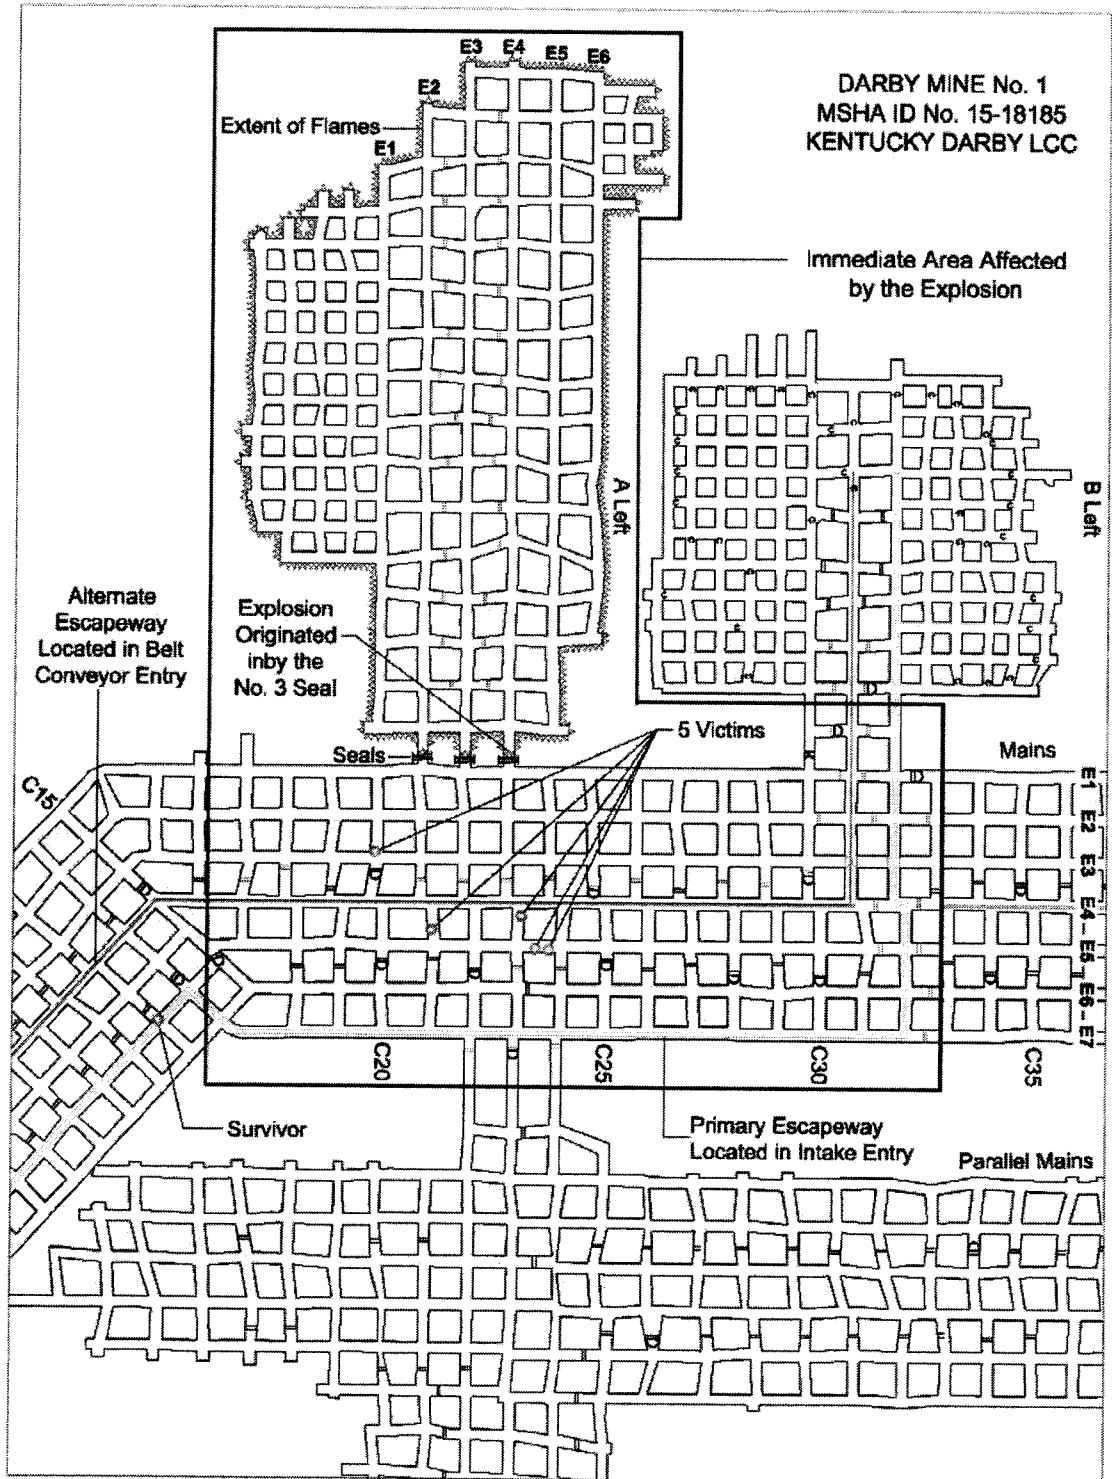 DARBY MINE No. 1
MSHA ID No. 15-18185
KENTUCKY DARBY LCC
E3
E4
E5
E6
E2
Extent of Flames
E1
Immediate Area Affected
by the Explosion
A Left
B Left
Alternate
Escapeway
Located in Belt
Conveyor Entry
Explosion
Originated
inby the
No. 3 Seal
5 Victims
Seals
Mains
C15
E1
E2
E3
E4
E5
E6
E7
C20
C25
C30
C35
Survivor
Primary Escapeway
Located in Intake Entry
Parallel Mains